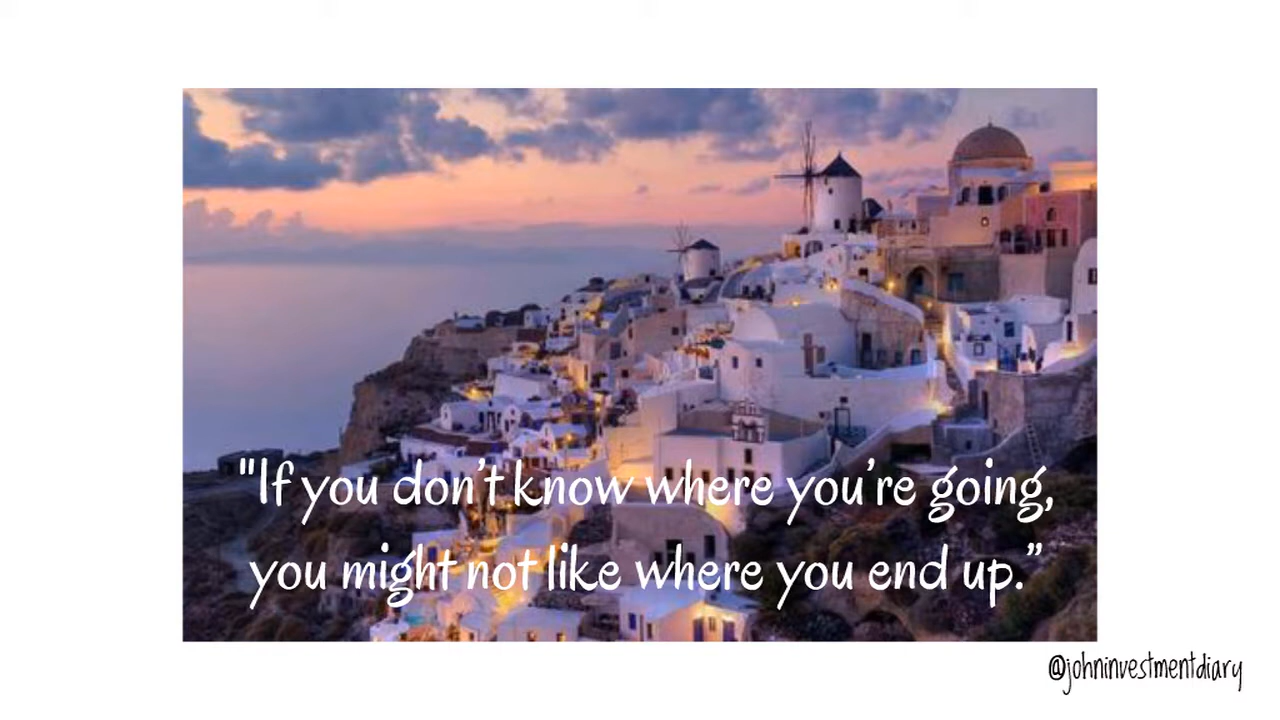 "If you don't know where you're going,
you might not like where you end up."
@johninvestmentdiary